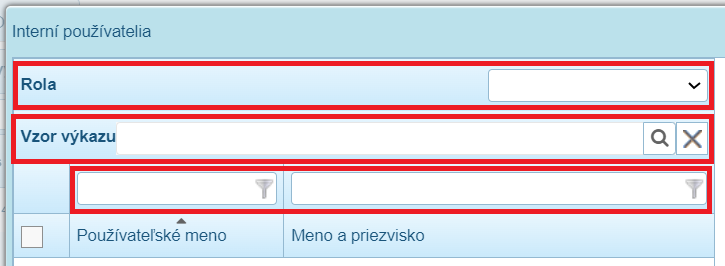 Interní používatelia
Rola
Vzor výkazu
Používateľské meno
Meno a priezvisko